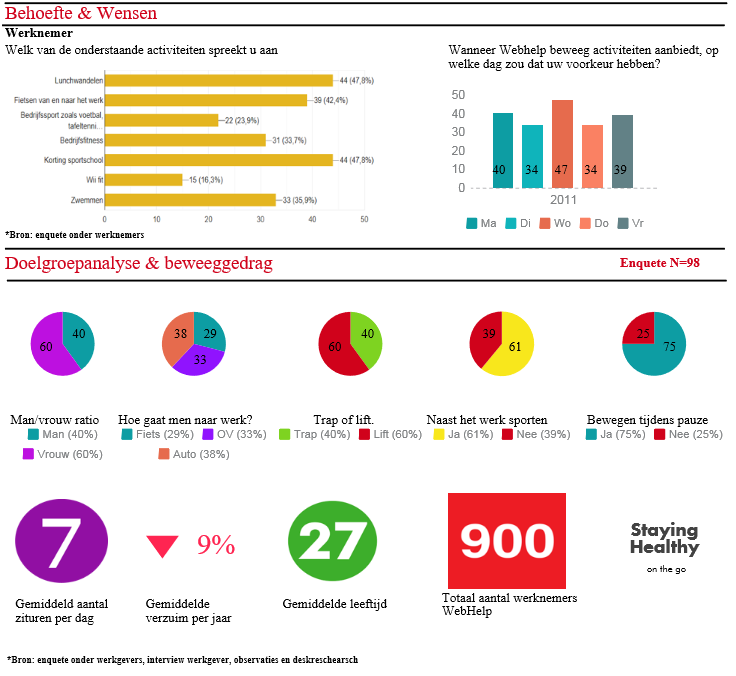 Behoefte & Wensen
Werknemer
Welk van de onderstaande activiteiten spreekt u aan
Lunchwandelen
44 (47,8%)
Fietsen van en naar het werk
39 (42,4%)
Bedrijfssport zoals voetbal,
tafeltenni...
22 (23,9%)
Bedrijfsfitness
31 (33,7%)
Korting sportschool
44 (47,8%)
Wii fit
15 (16,3%)
Zwemmen
33 (35,9%)
0 10 20 30 40 50
*Bron: enquete onder werknemers
Wanneer Webhelp beweeg activiteiten aanbiedt, op
welke dag zou dat uw voorkeur hebben?
50
40
30
20
10
0
40 34 47 34 39
2011
Ma Di Wo Do Vr
Doelgroepanalyse & beweeggedrag
Enquete N=98
60 40
38 29
33
60 40
39 61
25 75
Man/vrouw ratio
Man (40%)
Vrouw (60%)
Hoe gaat men naar werk?
Fiets (29%) OV (33%)
Auto (38%)
Trap of lift.
Trap (40%) Lift (60%)
Naast het werk sporten
Ja (61%) Nee (39%)
Bewegen tijdens pauze
Ja (75%) Nee (25%)
7
Gemiddeld aantal
zituren per dag
9%
Gemiddelde
verzuim per jaar
27
Gemiddelde leeftijd
900
Totaal aantal werknemers
WebHelp
Staying
Healthy
on the go
*Bron: enquete onder werkgevers, interview werkgever, observaties en deskreschearsch